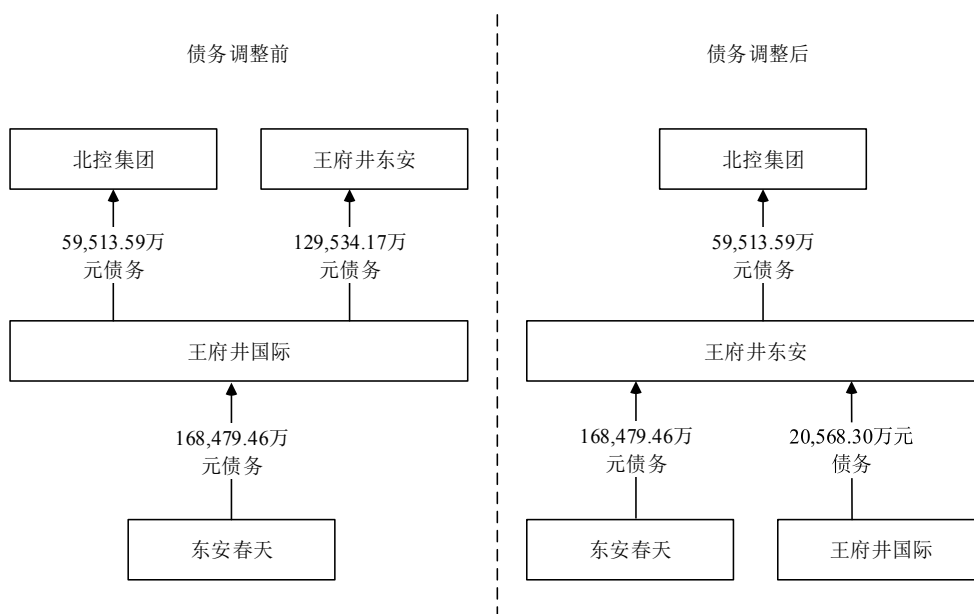 债务调整前
北控集团
王府井东安
59,513.59万
元债务
129,534.17万
元债务
王府井国际
168,479.46万
元债务
东安春天
债务调整后
北控集团
59,513.59万
元债务
王府井东安
168,479.46万
元债务
20,568.30万元
债务
东安春天
王府井国际